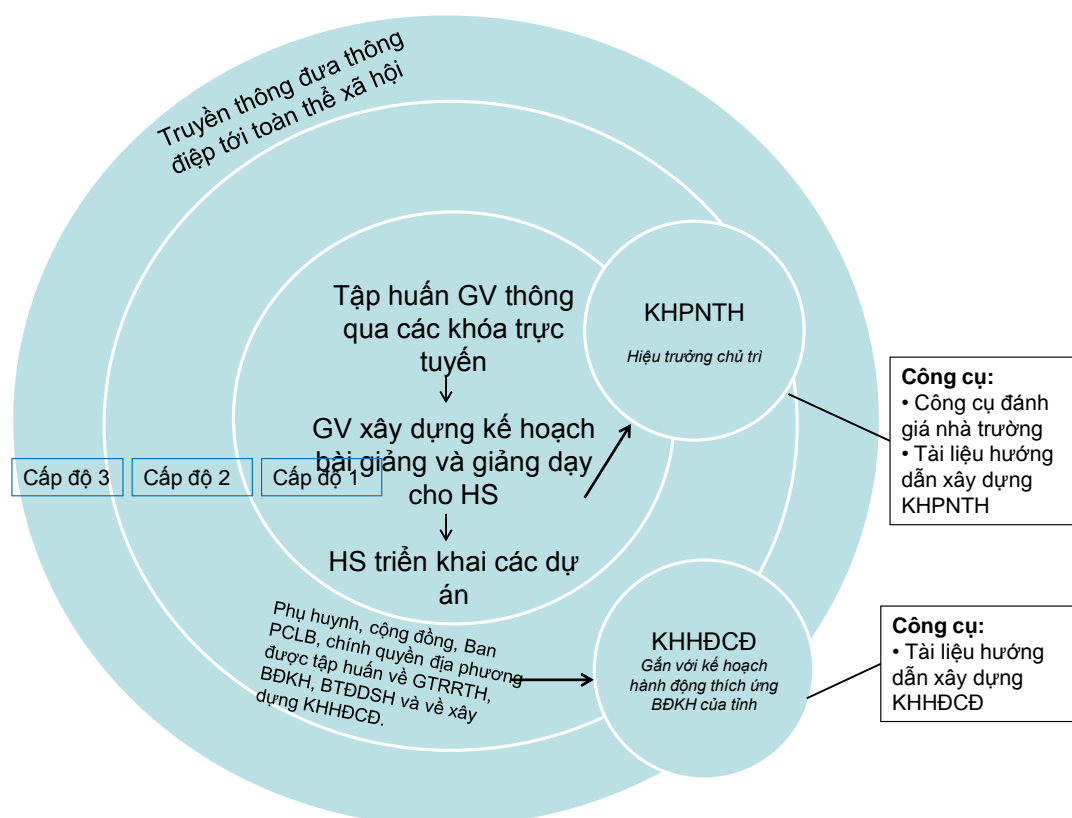 Truyền thông đưa thông
điệp tới toàn thể xã hội
Tập huấn GV thông
qua các khóa trực
tuyến
GV xây dựng kế hoạch
bài giảng và giảng dạy
cho HS
HS triển khai các dự
án
Cấp độ 3
Cấp độ 2
Cấp độ 1
KHPNTH
Hiệu trưởng chủ trì
Công cụ:
• Công cụ đánh
giá nhà trường
• Tài liệu hướng
dẫn xây dựng
KHPNTH
Phụ huynh, cộng đồng, Ban
PCLB, chính quyền địa phương
được tập huấn về GTRRTH,
BĐKH, BTĐDSH và về xây
dựng KHHĐCĐ.
KHHĐCĐ
Gắn với kế hoạch
hành động thích ứng
BĐKH của tỉnh
Công cụ:
• Tài liệu hướng
dẫn xây dựng
KHHĐCĐ